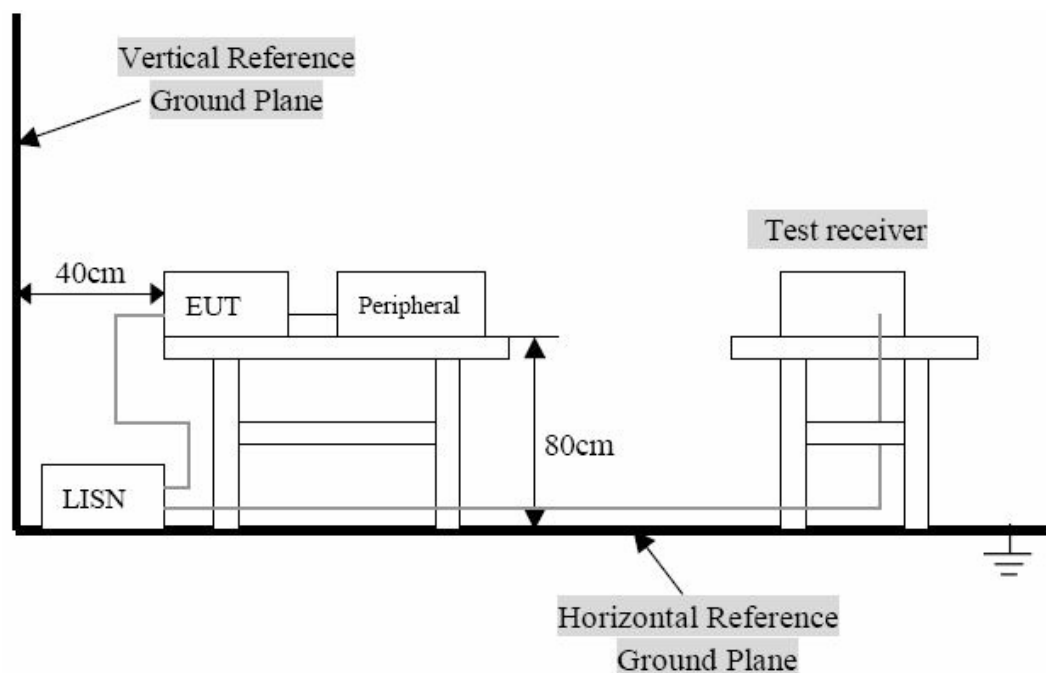 Vertical Reference
Ground Plane
Test receiver
40cm
EUT
Peripheral
80cm
LISN
Horizontal Reference
Ground Plane